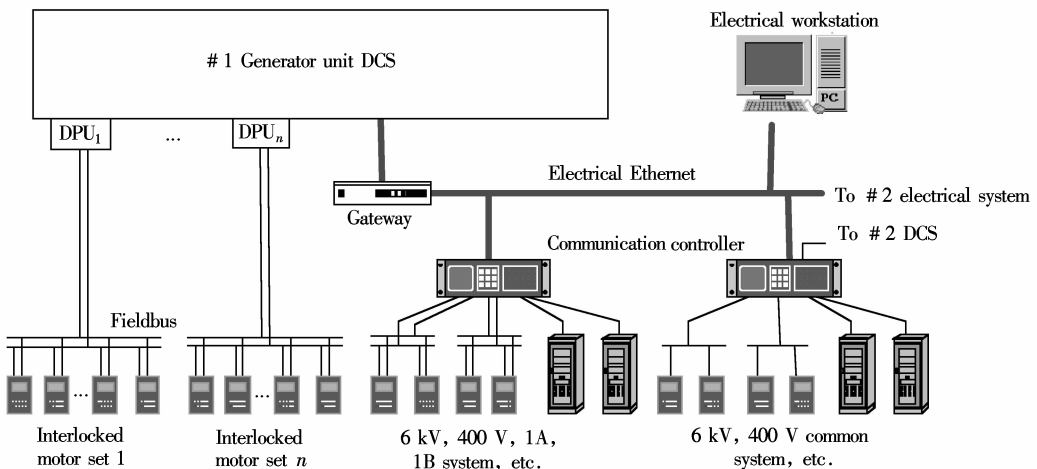 Electrical workstation
# 1 Generator unit DCS
PC
DPU1
...
DPUn
Electrical Ethernet
To # 2 electrical system
Gateway
To # 2 DCS
Communication controller
Fieldbus
...
...
Interlocked
motor set 1
Interlocked
motor set n
6 kV, 400 V, 1A,
1B system, etc.
6 kV, 400 V common
system, etc.